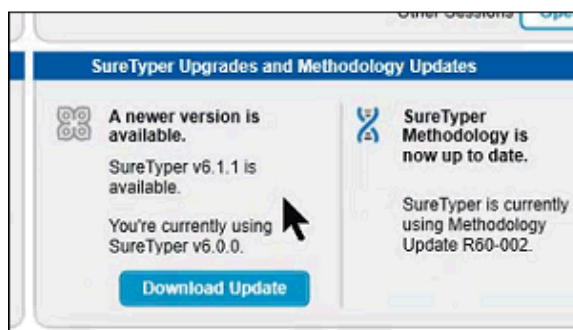 Other Sessions
SureTyper Upgrades and Methodology Updates
A newer version is
available.
SureTyper v6.1.1 is
available.
You're currently using
SureTyper v6.0.0.
Download Update
SureTyper
Methodology is
now up to date.
SureTyper is currently
using Methodology
Update R60-002.